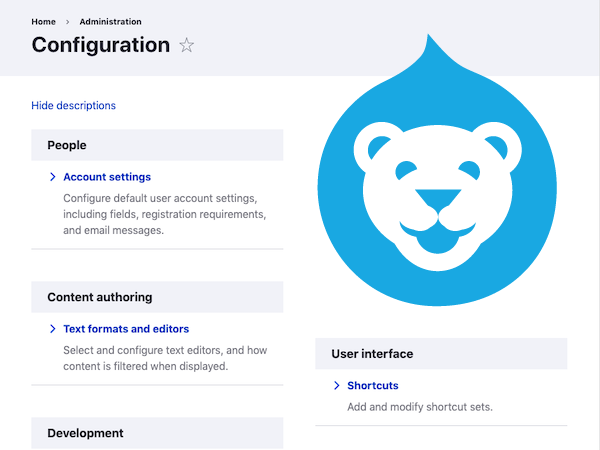 Home › Administration
Configuration
Hide descriptions
People
Account settings
Configure default user account settings,
including fields, registration requirements,
and email messages.
Content authoring
Text formats and editors
Select and configure text editors, and how
content is filtered when displayed.
Development
User interface
Shortcuts
Add and modify shortcut sets.